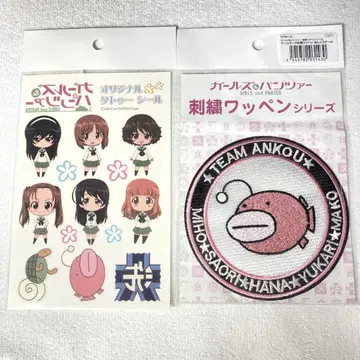 ガールズ&パンツァー
オリジナル
タトゥー シール
ガールズ&パンツァー
GIRLS und PANZER
刺繍ワッペンシリーズ
★TEAM ANKOU★
MIHO★SAORI★HANA★YUKARI★MAKO